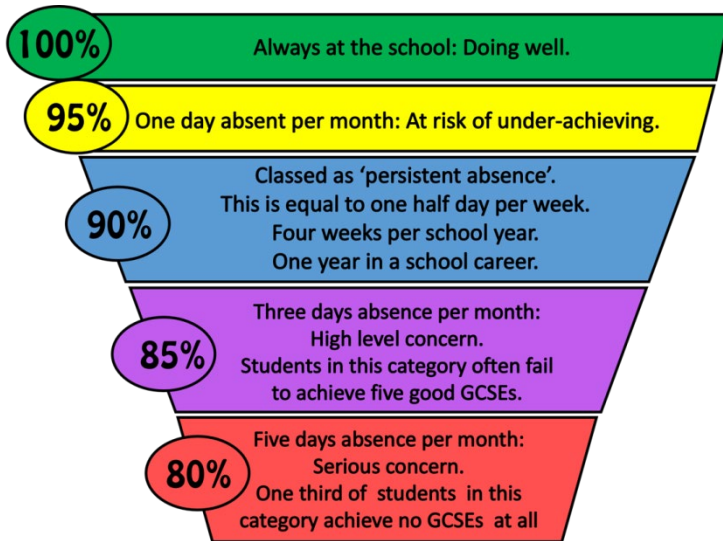 100%
Always at the school: Doing well.
95%
One day absent per month: At risk of under-achieving.
90%
Classed as ‘persistent absence’.
This is equal to one half day per week.
Four weeks per school year.
One year in a school career.
85%
Three days absence per month:
High level concern.
Students in this category often fail
to achieve five good GCSEs.
80%
Five days absence per month:
Serious concern.
One third of students in this
category achieve no GCSEs at all